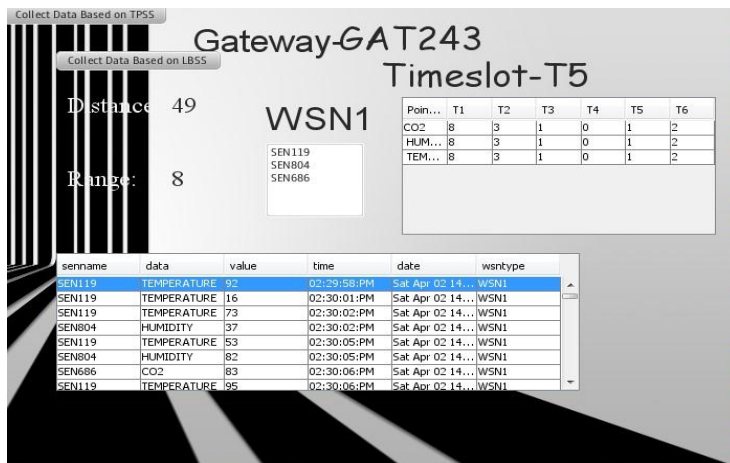 Collect Data Based on TPSS
Gateway-GAT243
Collect Data Based on LBSS
Timeslot-T5
Distance 49
WSN1
Range: 8
SEN119
SEN804
SEN686
Poin... T1 T2 T3 T4 T5 T6
CO2 8 3 1 0 1 2
HUM... 8 3 1 0 1 2
TEM... 8 3 1 0 1 2
senname data value time date wsntype
SEN119 TEMPERATURE 92 02:29:58:PM Sat Apr 02 14... WSN1
SEN119 TEMPERATURE 16 02:30:01:PM Sat Apr 02 14... WSN1
SEN119 TEMPERATURE 73 02:30:02:PM Sat Apr 02 14... WSN1
SEN804 HUMIDITY 37 02:30:02:PM Sat Apr 02 14... WSN1
SEN119 TEMPERATURE 53 02:30:05:PM Sat Apr 02 14... WSN1
SEN804 HUMIDITY 82 02:30:05:PM Sat Apr 02 14... WSN1
SEN686 CO2 83 02:30:06:PM Sat Apr 02 14... WSN1
SEN119 TEMPERATURE 95 02:30:06:PM Sat Apr 02 14... WSN1